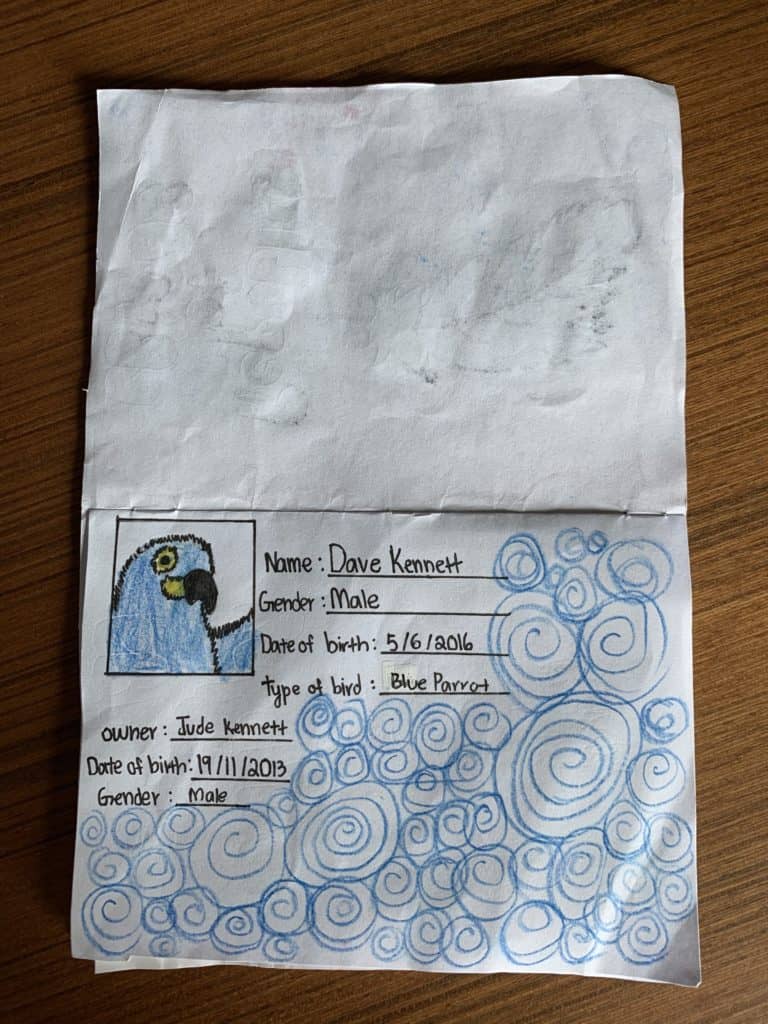 Name: Dave Kennett
Gender: Male
Date of birth: 5/6/2016
type of bird: Blue Parrot
owner: Jude Kennett
Date of birth: 19/11/2013
Gender: Male